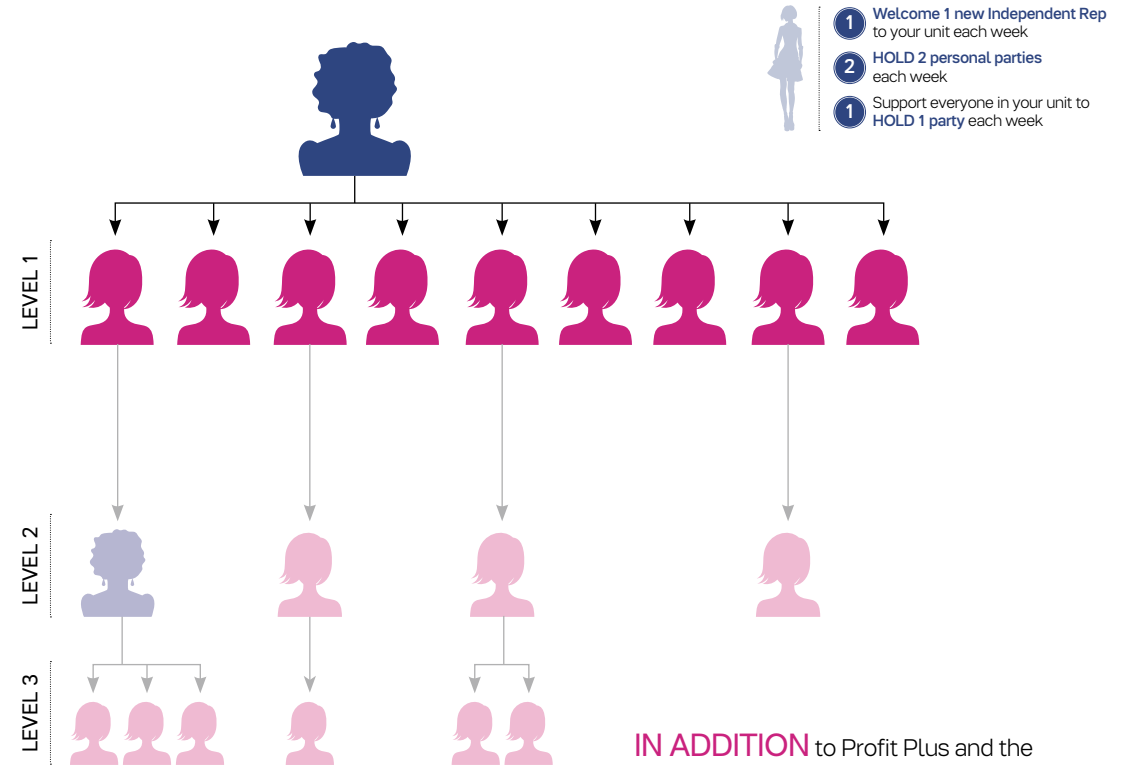 1 Welcome 1 new Independent Rep
to your unit each week
2 HOLD 2 personal parties
each week
1 Support everyone in your unit to
HOLD 1 party each week
LEVEL 1
LEVEL 2
LEVEL 3
IN ADDITION to Profit Plus and the